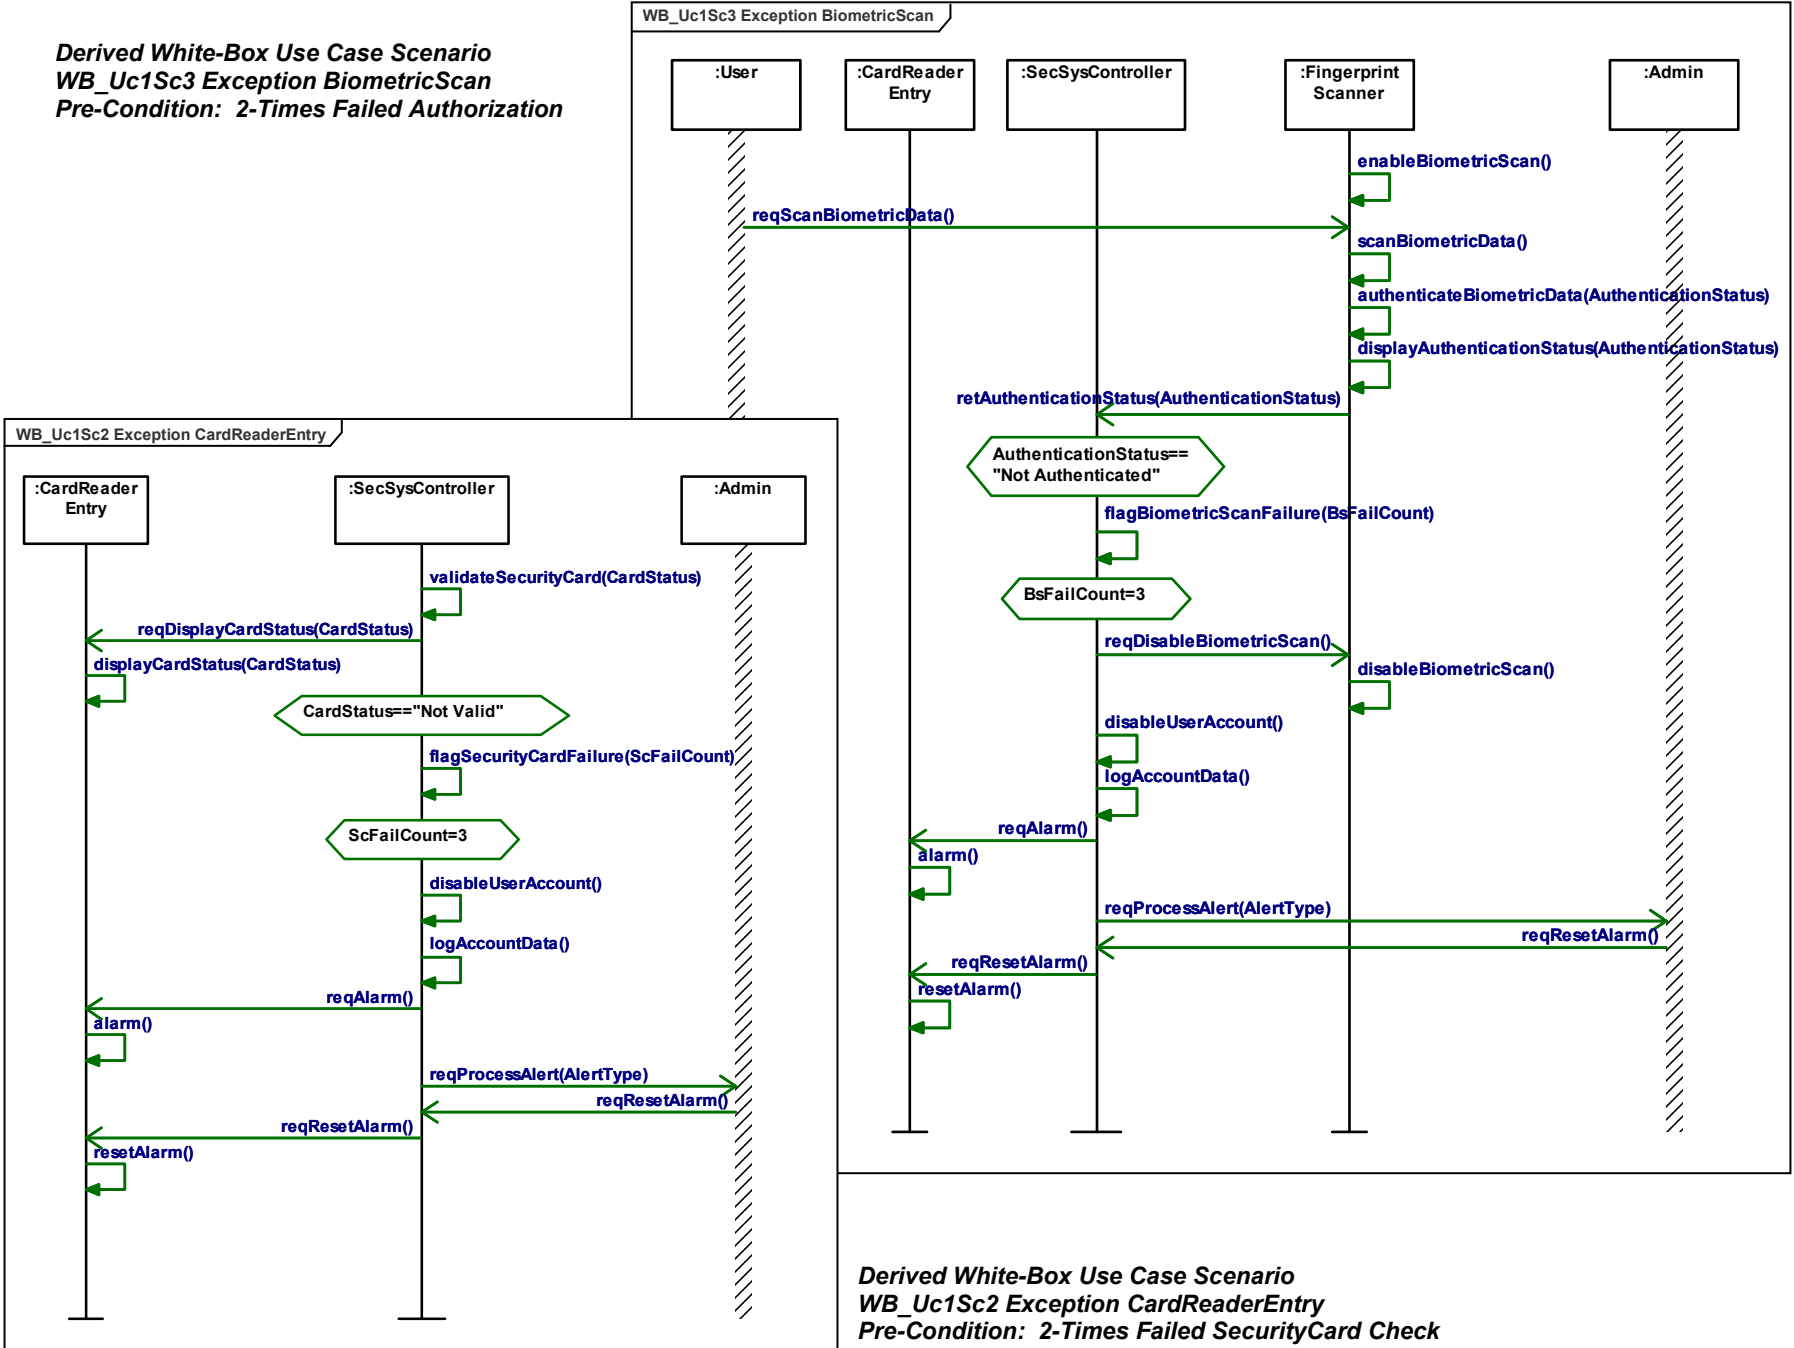 WB_Uc1Sc3 Exception BiometricScan
Derived White-Box Use Case Scenario
WB_Uc1Sc3 Exception BiometricScan
Pre-Condition:  2-Times Failed Authorization
:User
:CardReader
Entry
:SecSysController
:Fingerprint
Scanner
:Admin
enableBiometricScan()
reqScanBiometricData()
scanBiometricData()
authenticateBiometricData(AuthenticationStatus)
displayAuthenticationStatus(AuthenticationStatus)
retAuthenticationStatus(AuthenticationStatus)
AuthenticationStatus==
"Not Authenticated"
flagBiometricScanFailure(BsFailCount)
BsFailCount=3
reqDisableBiometricScan()
disableBiometricScan()
disableUserAccount()
logAccountData()
reqAlarm()
alarm()
reqProcessAlert(AlertType)
reqResetAlarm()
reqResetAlarm()
resetAlarm()
WB_Uc1Sc2 Exception CardReaderEntry
:CardReader
Entry
:SecSysController
:Admin
validateSecurityCard(CardStatus)
reqDisplayCardStatus(CardStatus)
displayCardStatus(CardStatus)
CardStatus=="Not Valid"
flagSecurityCardFailure(ScFailCount)
ScFailCount=3
disableUserAccount()
logAccountData()
reqAlarm()
alarm()
reqProcessAlert(AlertType)
reqResetAlarm()
reqResetAlarm()
resetAlarm()
Derived White-Box Use Case Scenario
WB_Uc1Sc2 Exception CardReaderEntry
Pre-Condition:  2-Times Failed SecurityCard Check